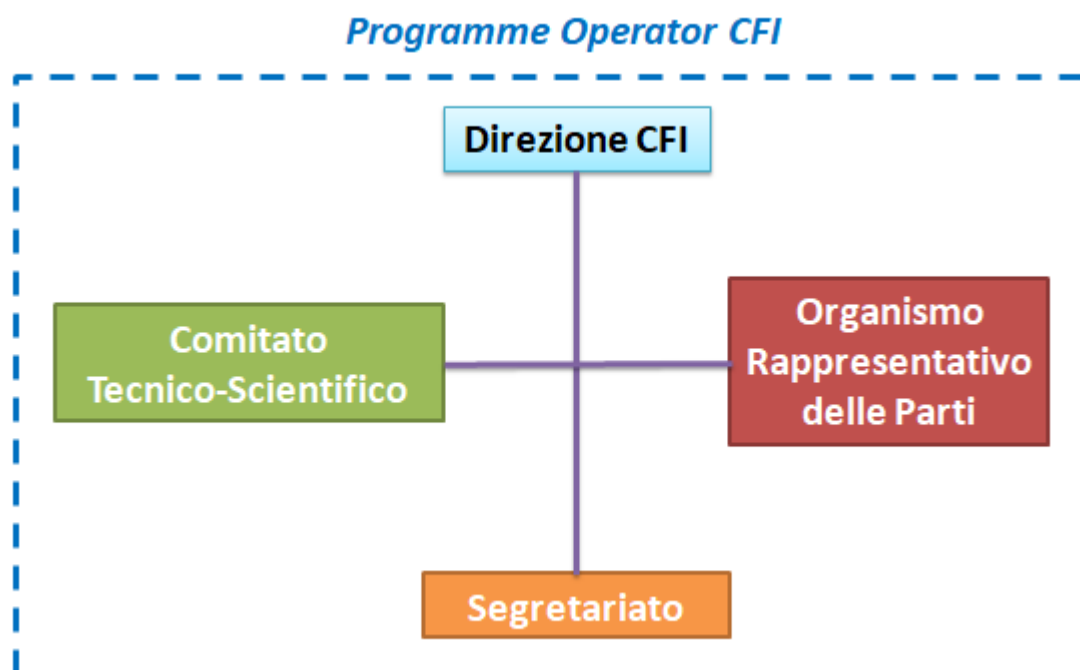 Programme Operator CFI
Direzione CFI
Comitato
Tecnico-Scientifico
Organismo
Rappresentativo
delle Parti
Segretariato